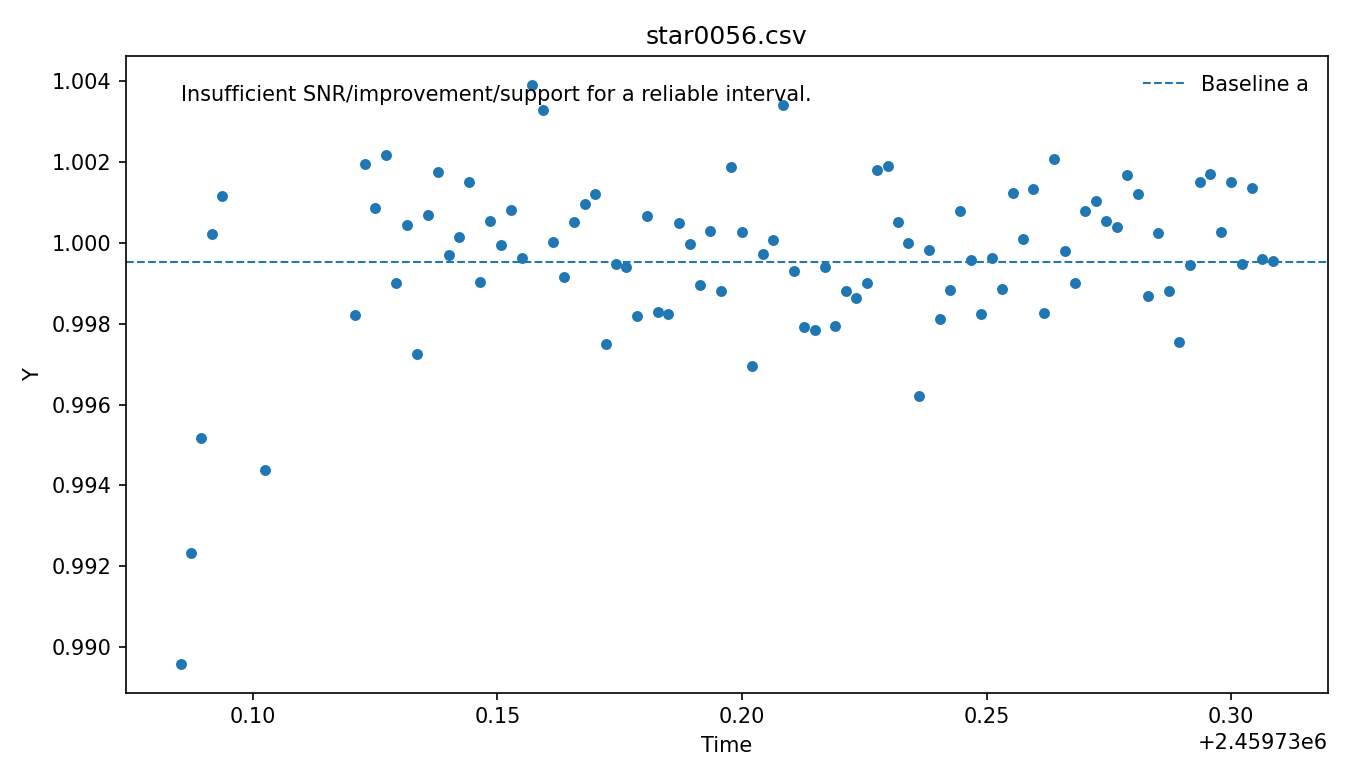 star0056.csv
Insufficient SNR/improvement/support for a reliable interval.
Baseline a
1.004
1.002
1.000
0.998
0.996
0.994
0.992
0.990
Y
0.10 0.15 0.20 0.25 0.30
Time
+2.45973e6